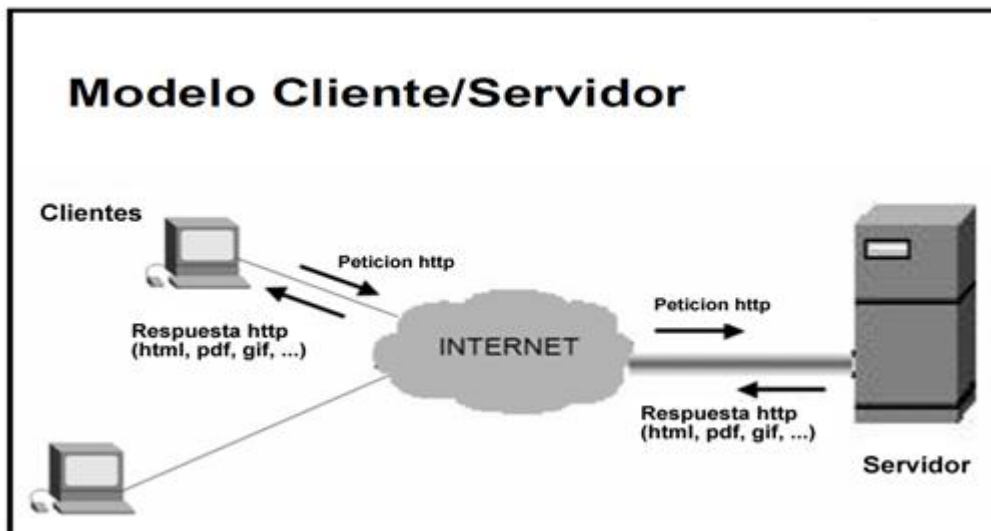 Modelo Cliente/Servidor
Clientes
Peticion http
Respuesta http
(html, pdf, gif, ...)
INTERNET
Peticion http
Respuesta http
(html, pdf, gif, ...)
Servidor